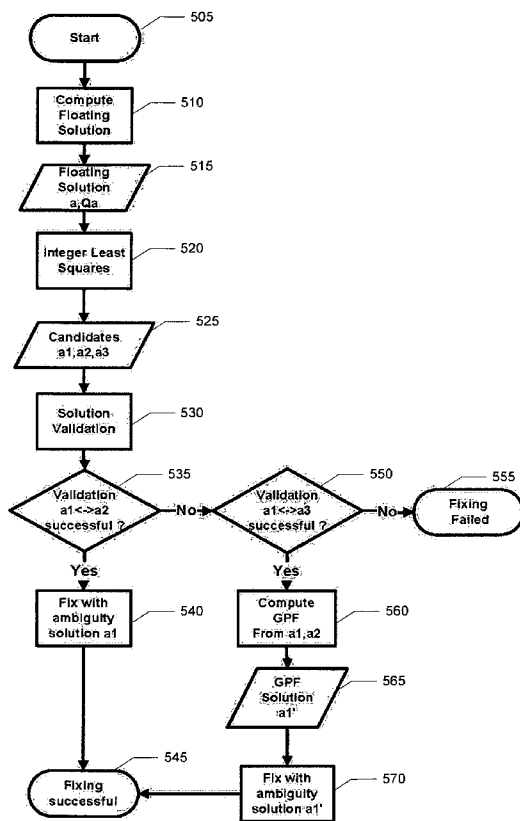 505
Start
510
Compute
Floating
Solution
515
Floating
Solution
a,Qa
520
Integer Least
Squares
525
Candidates
a1,a2,a3
530
Solution
Validation
535
Validation
a1<->a2
successful ?
No
550
Validation
a1<->a3
successful ?
No
555
Fixing
Failed
Yes
Yes
540
Fix with
ambiguity
solution a1
560
Compute
GPF
From a1,a2
565
GPF
Solution
a1'
545
Fixing
successful
570
Fix with
ambiguity
solution a1'